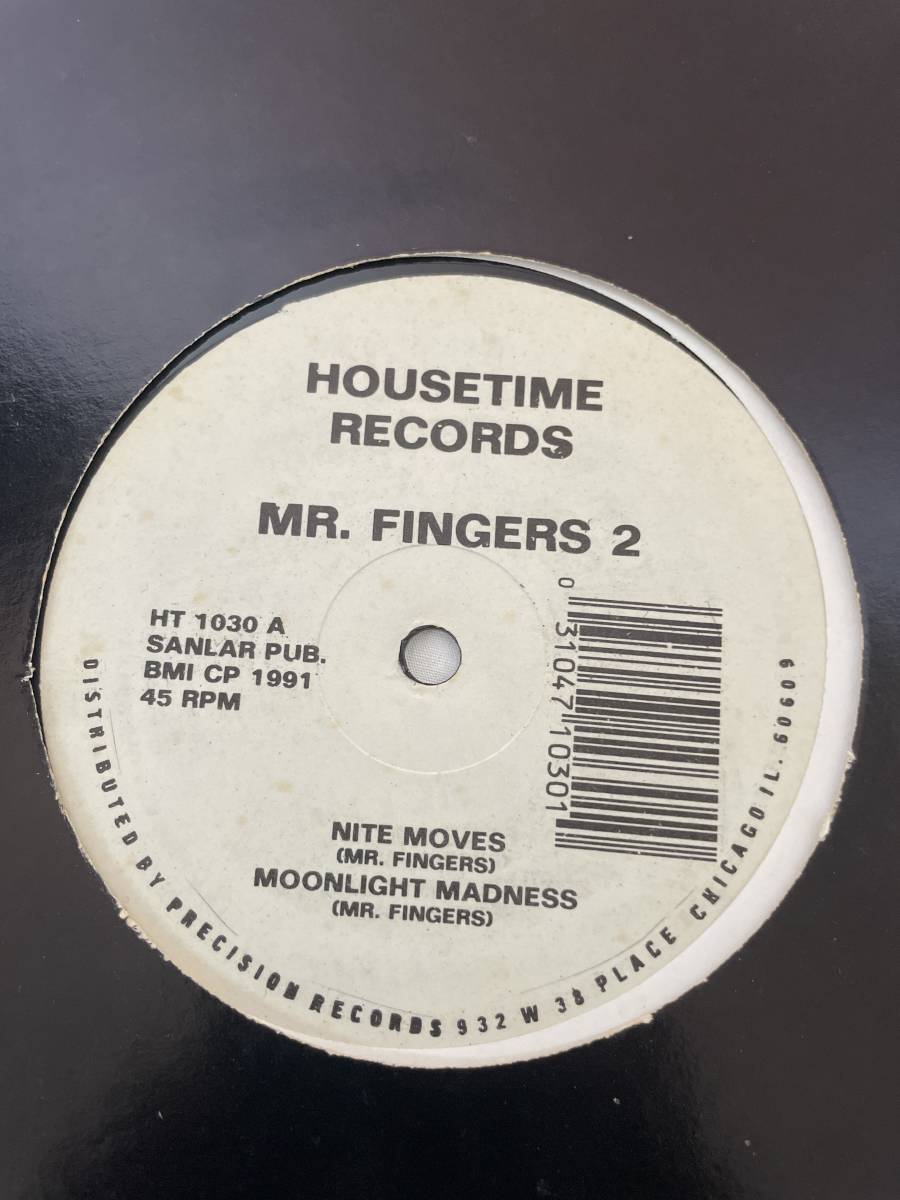 HOUSETIME
RECORDS
MR. FINGERS 2
HT 1030 A
SANLAR PUB.
BMI CP 1991
45 RPM
0 31047 10301
NITE MOVES
(MR. FINGERS)
MOONLIGHT MADNESS
(MR. FINGERS)
DISTRIBUTED BY PRECISION RECORDS 932 W 38 PLACE CHICAGO IL. 60609